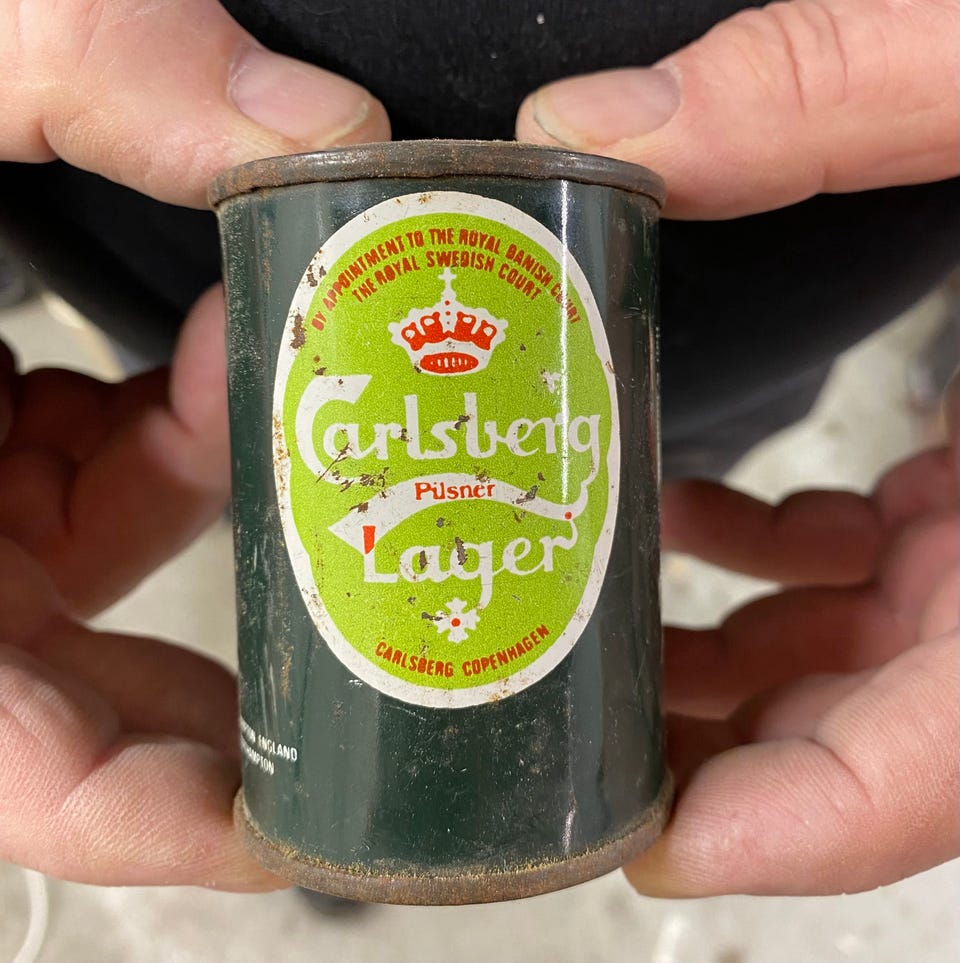 BY APPOINTMENT TO THE ROYAL DANISH COURT
THE ROYAL SWEDISH COURT
Carlsberg
Pilsner
Lager
CARLSBERG COPENHAGEN
ENGLAND